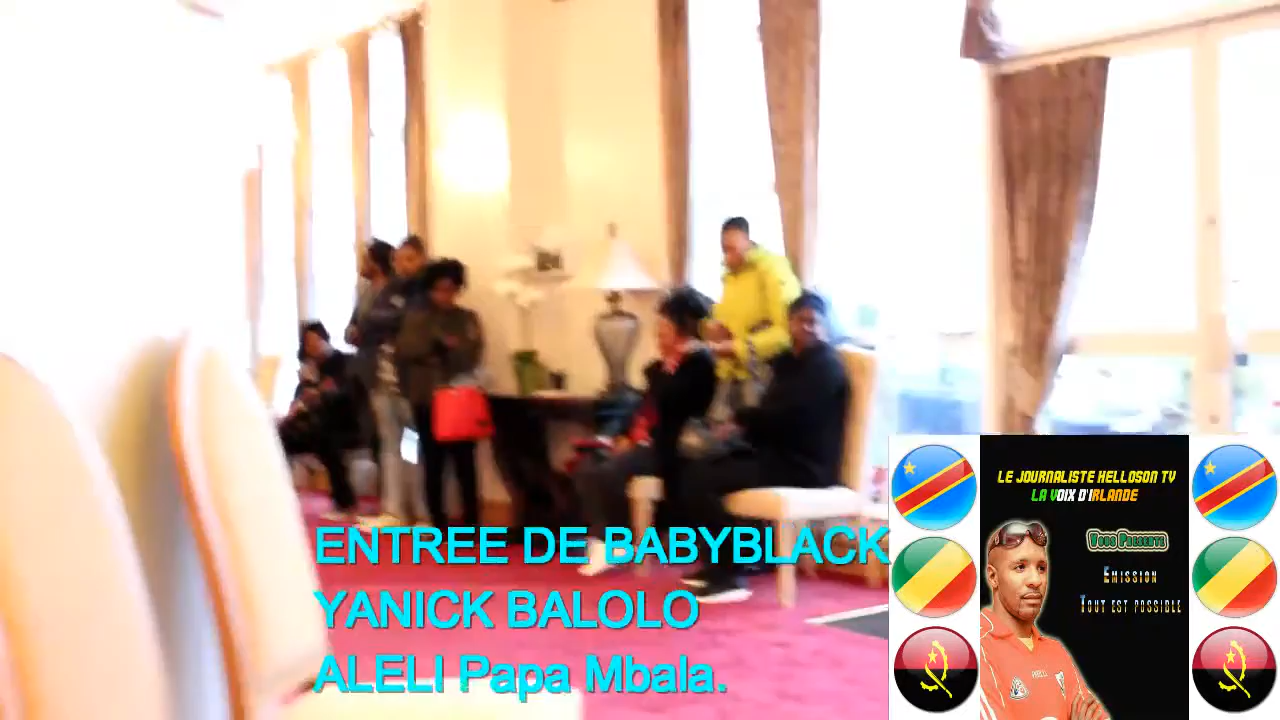 ENTREE DE BABYBLACK
YANICK BALOLO
ALELI Papa Mbala.
LE JOURNALISTE HELLOSON TV
LA VOIX D'IRLANDE
Vous Presente
Emission
Tout est possible